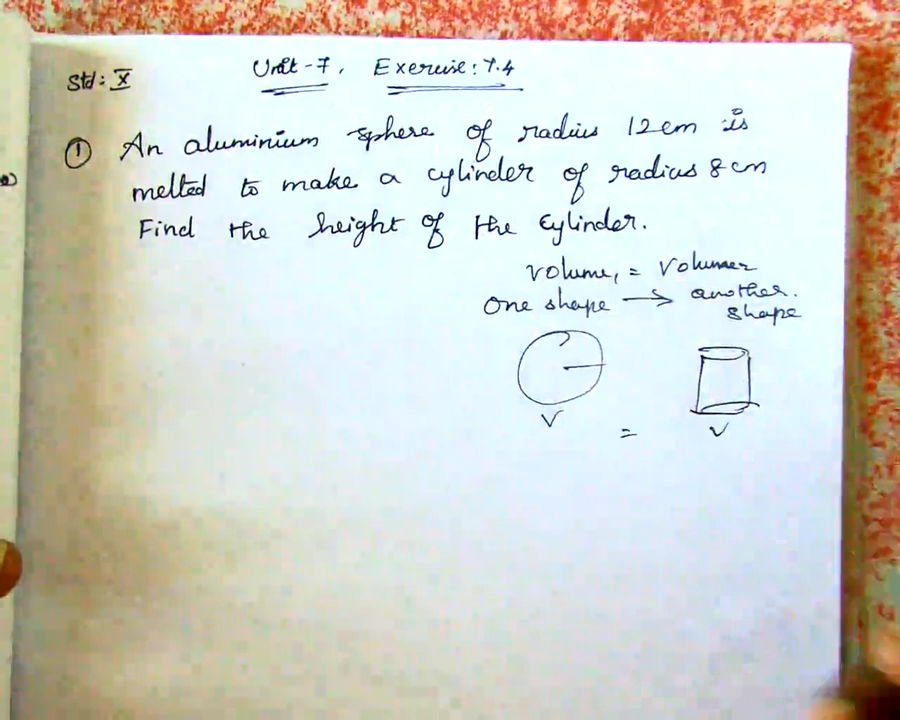 Std: X
Unit - 7, Exercise: 7.4
① An aluminium sphere of radius 12 cm is
melted to make a cylinder of radius 8 cm
Find the height of the cylinder.
volume₁ = Volume₂
One shape → another.
shape
V = V